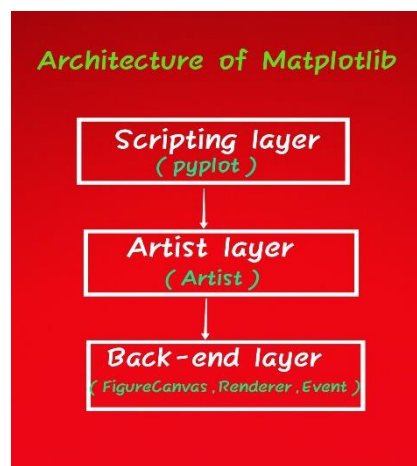 Architecture of Matplotlib
Scripting layer
( pyplot )
Artist layer
( Artist )
Back-end layer
( FigureCanvas , Renderer , Event )